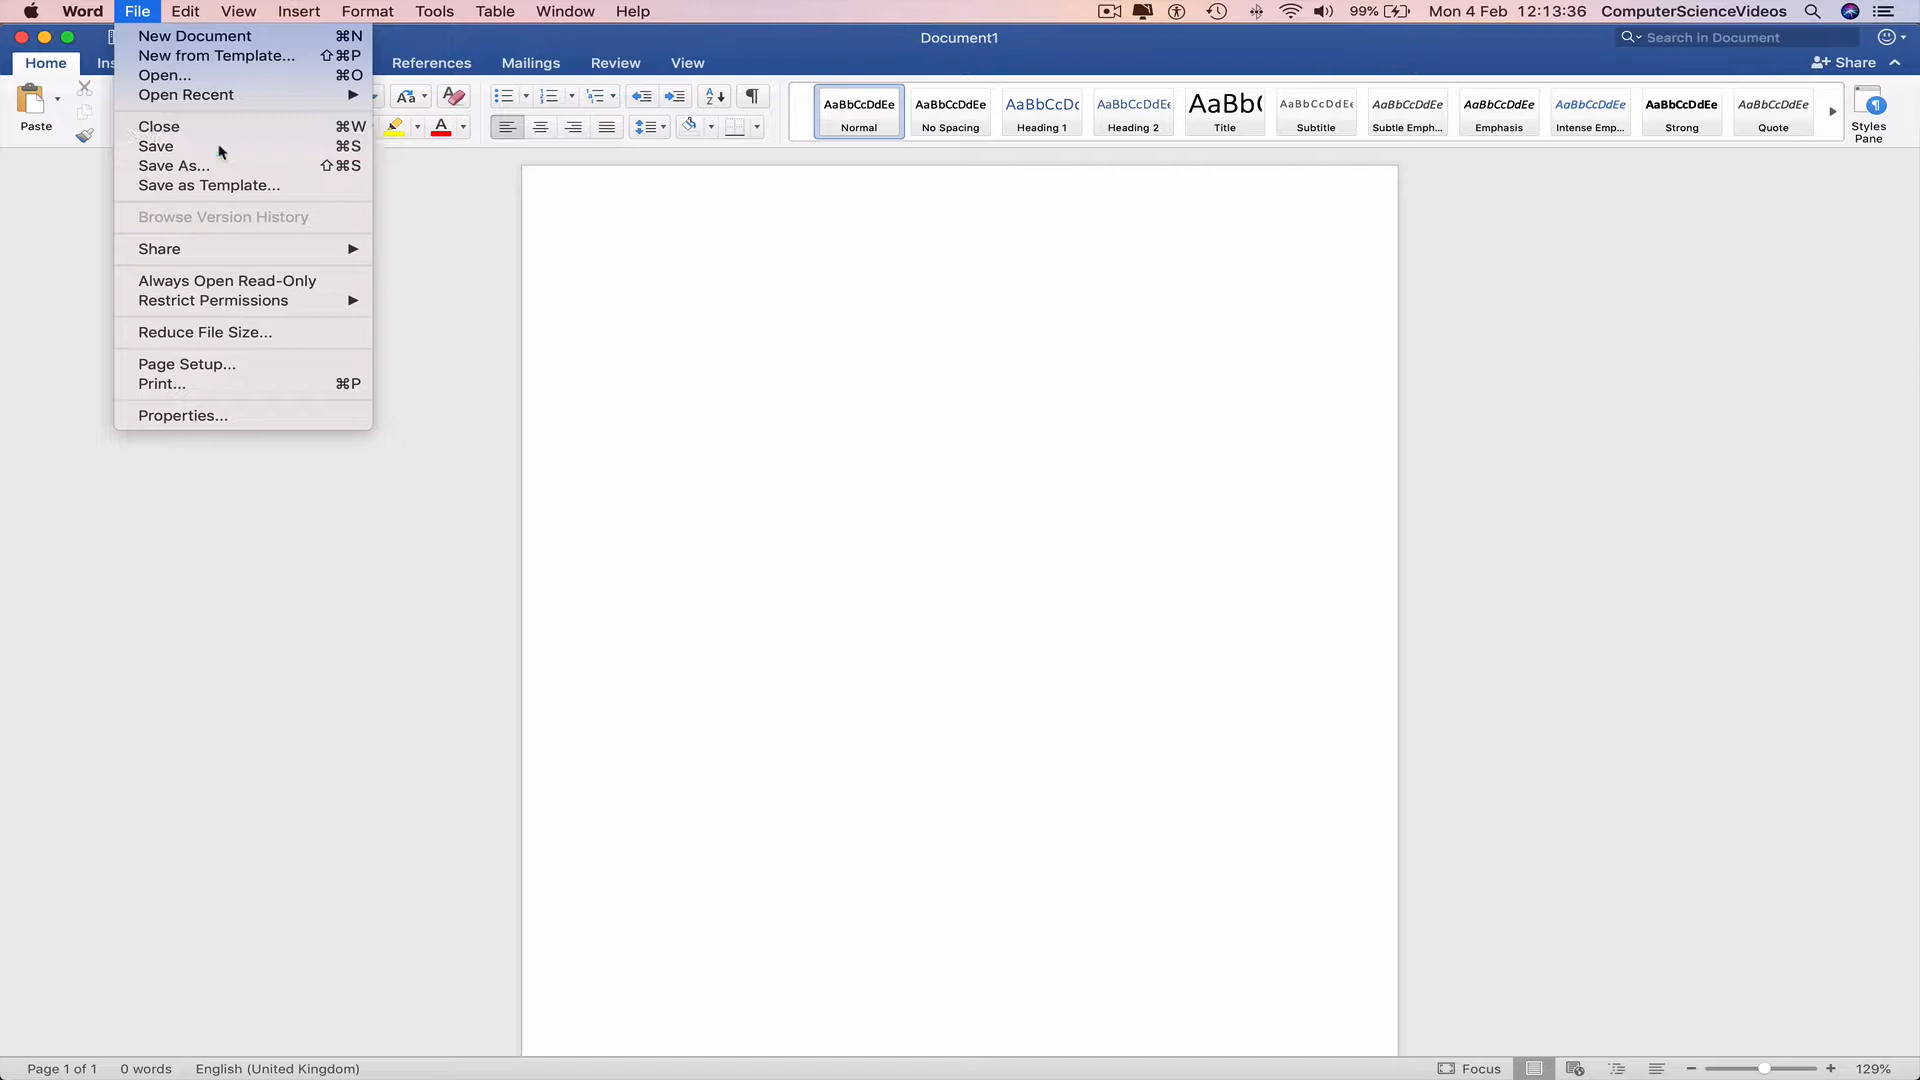 Word File Edit View Insert Format Tools Table Window Help 99% Mon 4 Feb 12:13:36 ComputerScienceVideos
Document1 Search in Document
Home Ins References Mailings Review View Share
New Document ⌘N
New from Template... ⇧⌘P
Open... ⌘O
Open Recent ▶
Close ⌘W
Save ⌘S
Save As... ⇧⌘S
Save as Template...
Browse Version History
Share ▶
Always Open Read-Only
Restrict Permissions ▶
Reduce File Size...
Page Setup...
Print... ⌘P
Properties...
Paste
Aa
A
A
Z
¶
AaBbCcDdEe AaBbCcDdEe AaBbCcDc AaBbCcDdEe AaBb( AaBbCcDdEe AaBbCcDdEe AaBbCcDdEe AaBbCcDdEe AaBbCcDdEe AaBbCcDdEe
Normal No Spacing Heading 1 Heading 2 Title Subtitle Subtle Emph... Emphasis Intense Emp... Strong Quote
Styles
Pane
Page 1 of 1 0 words English (United Kingdom) Focus 129%